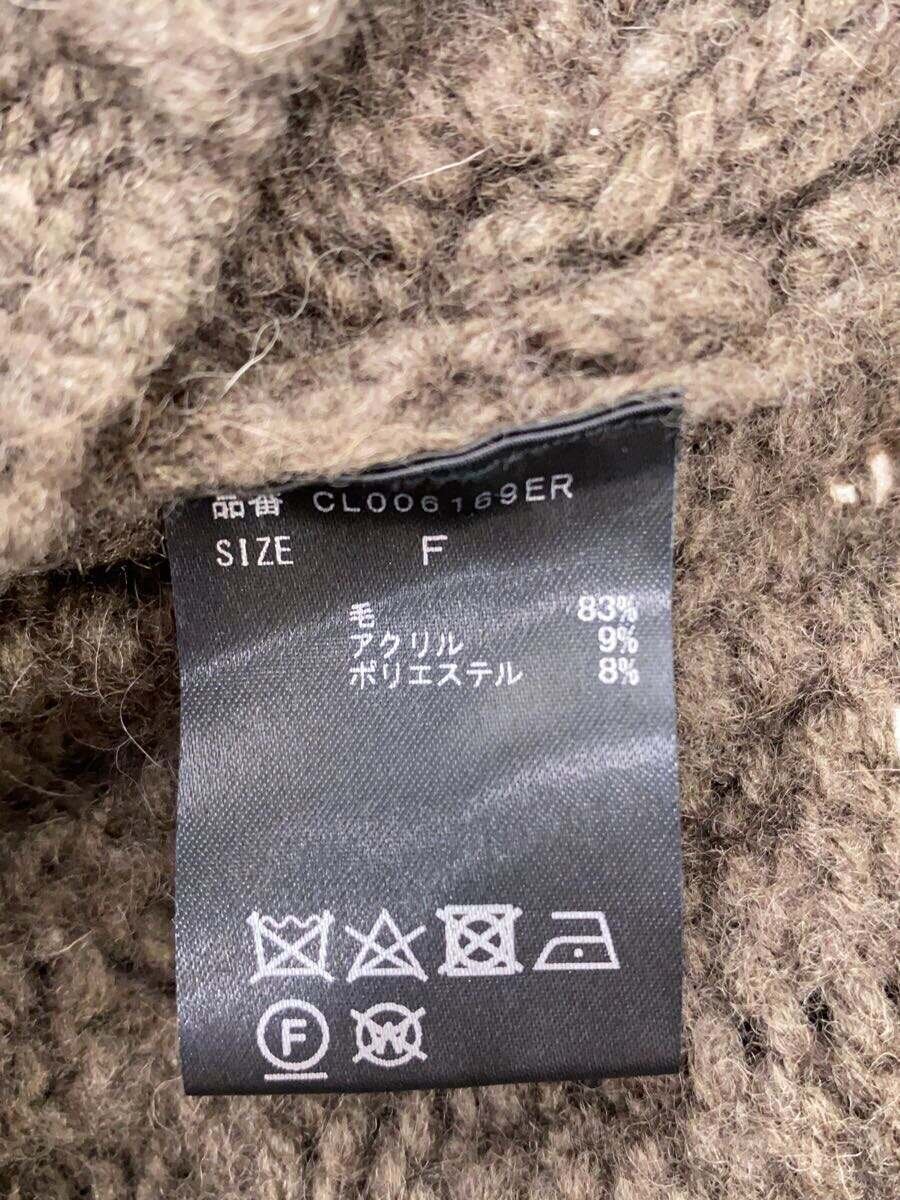 品番 CL006169ER
SIZE F
毛 83%
アクリル 9%
ポリエステル 8%
F
W